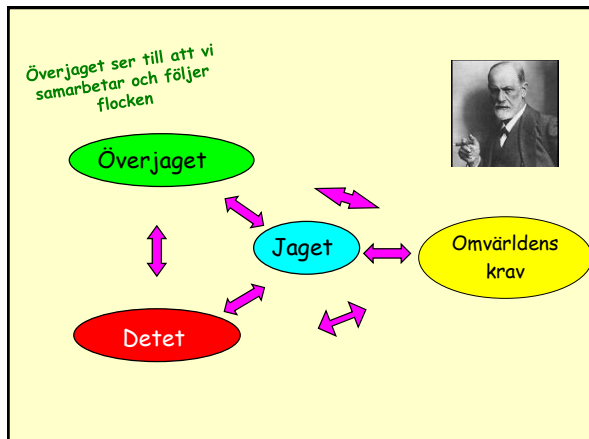 Överjaget ser till att vi
samarbetar och följer
flocken
Överjaget
Jaget
Omvärldens
krav
Detet